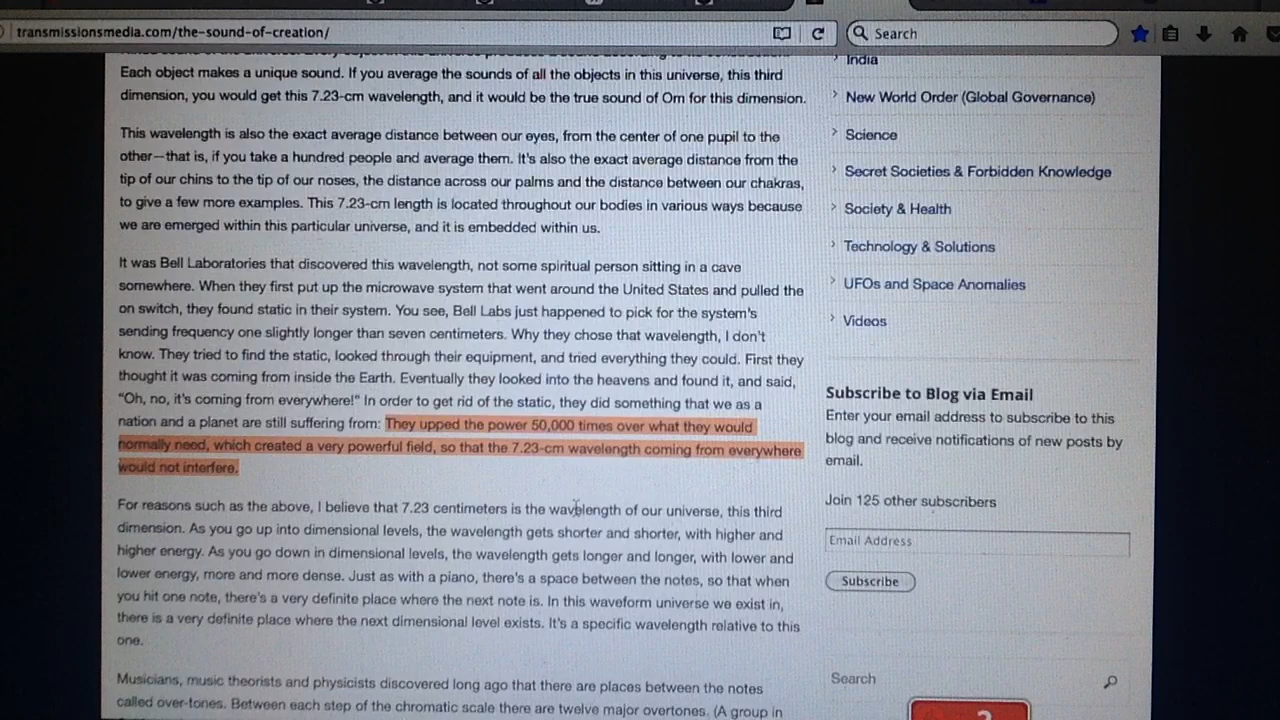 transmissionsmedia.com/the-sound-of-creation/
Search
Each object makes a unique sound. If you average the sounds of all the objects in this universe, this third
dimension, you would get this 7.23-cm wavelength, and it would be the true sound of Om for this dimension.
This wavelength is also the exact average distance between our eyes, from the center of one pupil to the
other—that is, if you take a hundred people and average them. It's also the exact average distance from the
tip of our chins to the tip of our noses, the distance across our palms and the distance between our chakras,
to give a few more examples. This 7.23-cm length is located throughout our bodies in various ways because
we are emerged within this particular universe, and it is embedded within us.
It was Bell Laboratories that discovered this wavelength, not some spiritual person sitting in a cave
somewhere. When they first put up the microwave system that went around the United States and pulled the
on switch, they found static in their system. You see, Bell Labs just happened to pick for the system's
sending frequency one slightly longer than seven centimeters. Why they chose that wavelength, I don't
know. They tried to find the static, looked through their equipment, and tried everything they could. First they
thought it was coming from inside the Earth. Eventually they looked into the heavens and found it, and said,
"Oh, no, it's coming from everywhere!" In order to get rid of the static, they did something that we as a
nation and a planet are still suffering from: They upped the power 50,000 times over what they would
normally need, which created a very powerful field, so that the 7.23-cm wavelength coming from everywhere
would not interfere.
For reasons such as the above, I believe that 7.23 centimeters is the wavelength of our universe, this third
dimension. As you go up into dimensional levels, the wavelength gets shorter and shorter, with higher and
higher energy. As you go down in dimensional levels, the wavelength gets longer and longer, with lower and
lower energy, more and more dense. Just as with a piano, there's a space between the notes, so that when
you hit one note, there's a very definite place where the next note is. In this waveform universe we exist in,
there is a very definite place where the next dimensional level exists. It's a specific wavelength relative to this
one.
Musicians, music theorists and physicists discovered long ago that there are places between the notes
called over-tones. Between each step of the chromatic scale there are twelve major overtones. (A group in
India
New World Order (Global Governance)
Science
Secret Societies & Forbidden Knowledge
Society & Health
Technology & Solutions
UFOs and Space Anomalies
Videos
Subscribe to Blog via Email
Enter your email address to subscribe to this
blog and receive notifications of new posts by
email.
Join 125 other subscribers
Email Address
Subscribe
Search